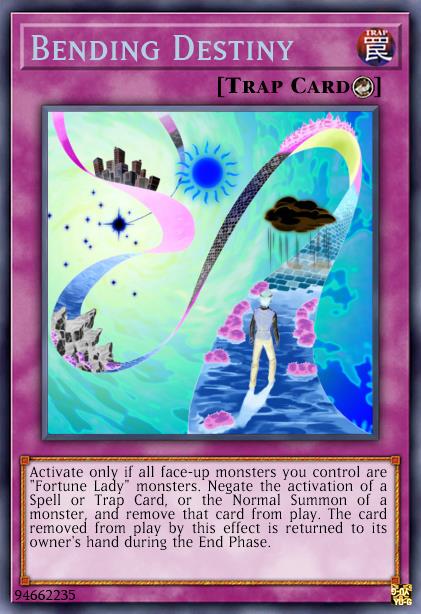 Bending Destiny
TRAP
罠
[Trap Card]
Activate only if all face-up monsters you control are
"Fortune Lady" monsters. Negate the activation of a
Spell or Trap Card, or the Normal Summon of a
monster, and remove that card from play. The card
removed from play by this effect is returned to its
owner's hand during the End Phase.
94662235